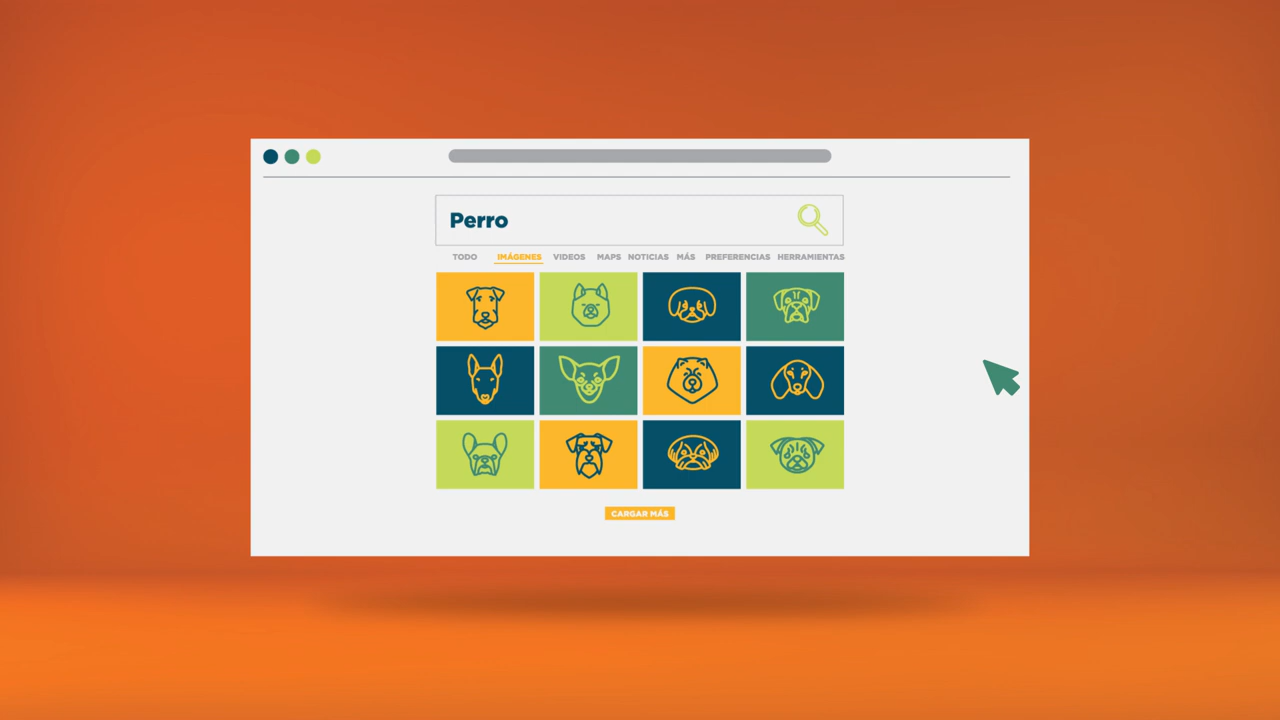 Perro
TODO IMÁGENES VIDEOS MAPS NOTICIAS MÁS PREFERENCIAS HERRAMIENTAS
CARGAR MÁS